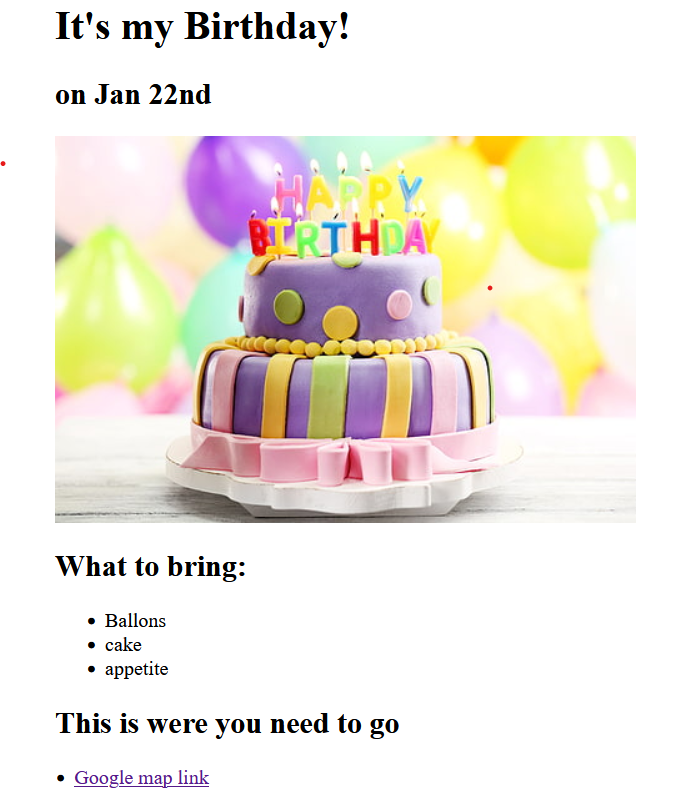 It's my Birthday!
on Jan 22nd
HAPPY
BIRTHDAY
What to bring:
Ballons
cake
appetite
This is were you need to go
Google map link